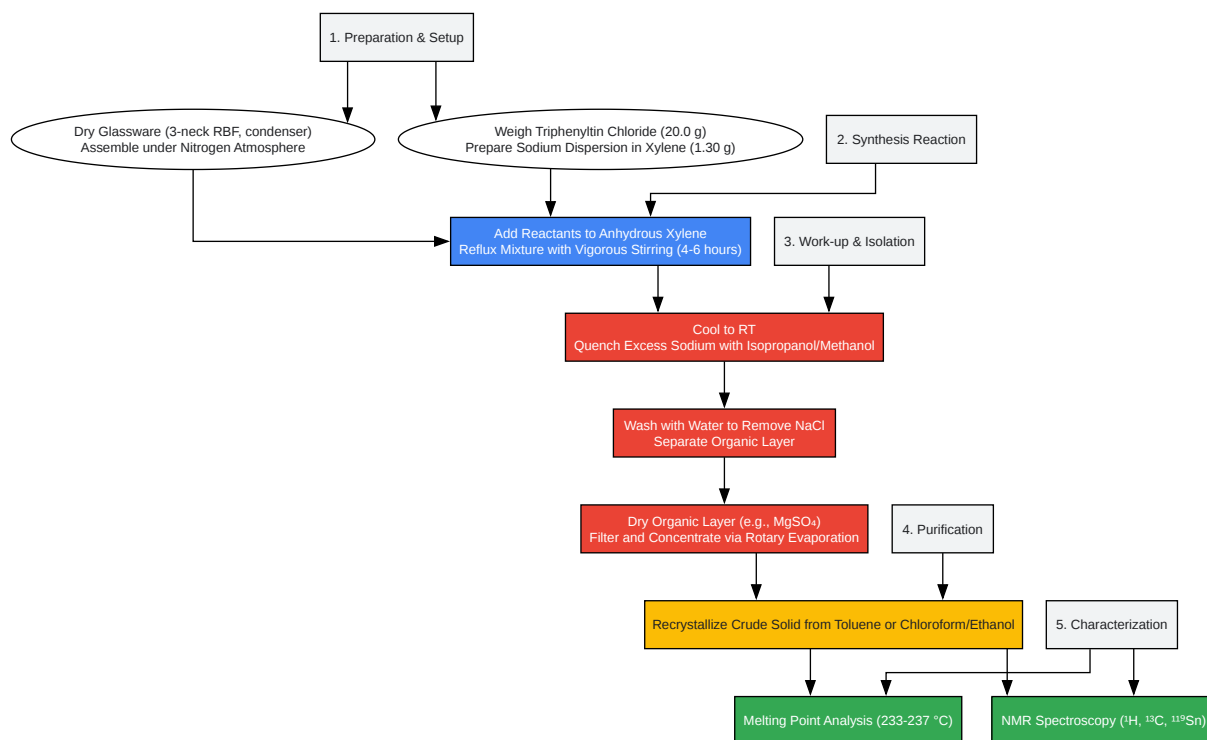 1. Preparation & Setup
Dry Glassware (3-neck RBF, condenser)
Assemble under Nitrogen Atmosphere
Weigh Triphenyltin Chloride (20.0 g)
Prepare Sodium Dispersion in Xylene (1.30 g)
2. Synthesis Reaction
Add Reactants to Anhydrous Xylene
Reflux Mixture with Vigorous Stirring (4-6 hours)
3. Work-up & Isolation
Cool to RT
Quench Excess Sodium with Isopropanol/Methanol
Wash with Water to Remove NaCl
Separate Organic Layer
Dry Organic Layer (e.g., MgSO₄)
Filter and Concentrate via Rotary Evaporation
4. Purification
Recrystallize Crude Solid from Toluene or Chloroform/Ethanol
5. Characterization
Melting Point Analysis (233-237 °C)
NMR Spectroscopy (¹H, ¹³C, ¹¹⁹Sn)